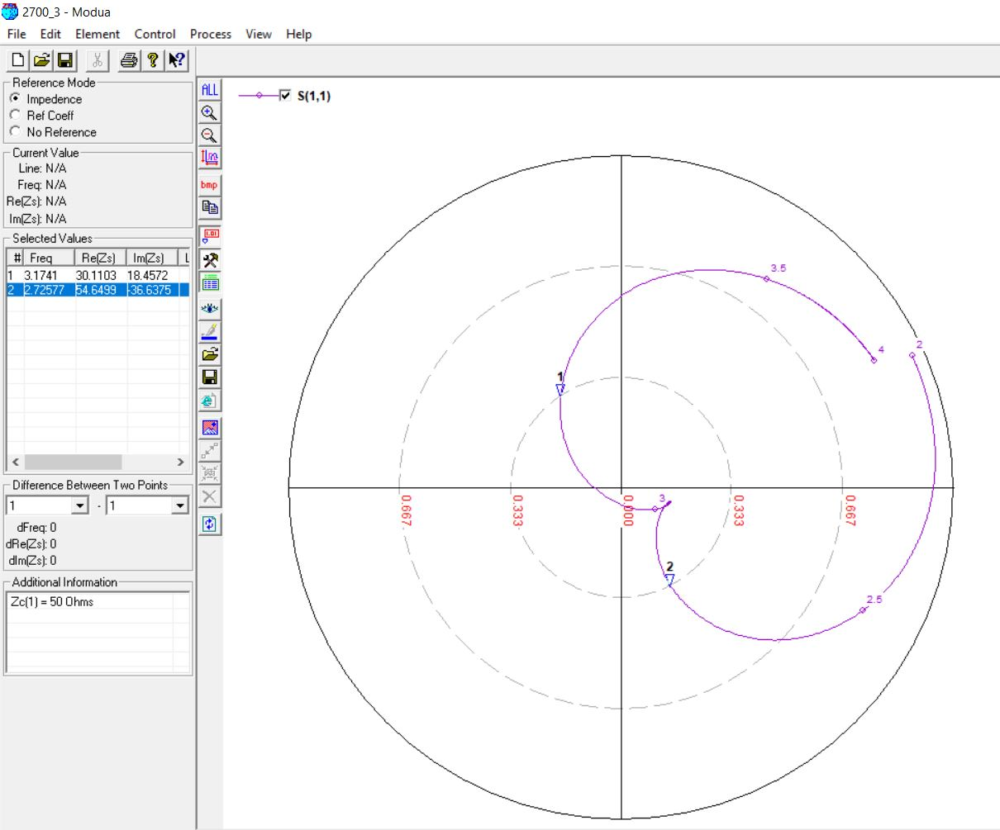 2700_3 - Modua
File Edit Element Control Process View Help
Reference Mode
Impedence
Ref Coeff
No Reference
Current Value
Line: N/A
Freq: N/A
Re(Zs): N/A
Im(Zs): N/A
Selected Values
# Freq Re(Zs) Im(Zs) L
1 3.1741 30.1103 18.4572
2 2.72577 54.6499 -36.6375
Difference Between Two Points
1 - 1
dFreq: 0
dRe(Zs): 0
dIm(Zs): 0
Additional Information
Zc(1) = 50 Ohms
ALL
bmp
1.01
S(1,1)
3.5
4
2
1
3
0.667
0.333
0.000
0.333
0.667
2
2.5